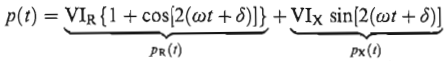 p(t) = VI_R{1 + cos[2(ωt + δ)]} + VI_X sin[2(ωt + δ)]
p_R(t) p_X(t)